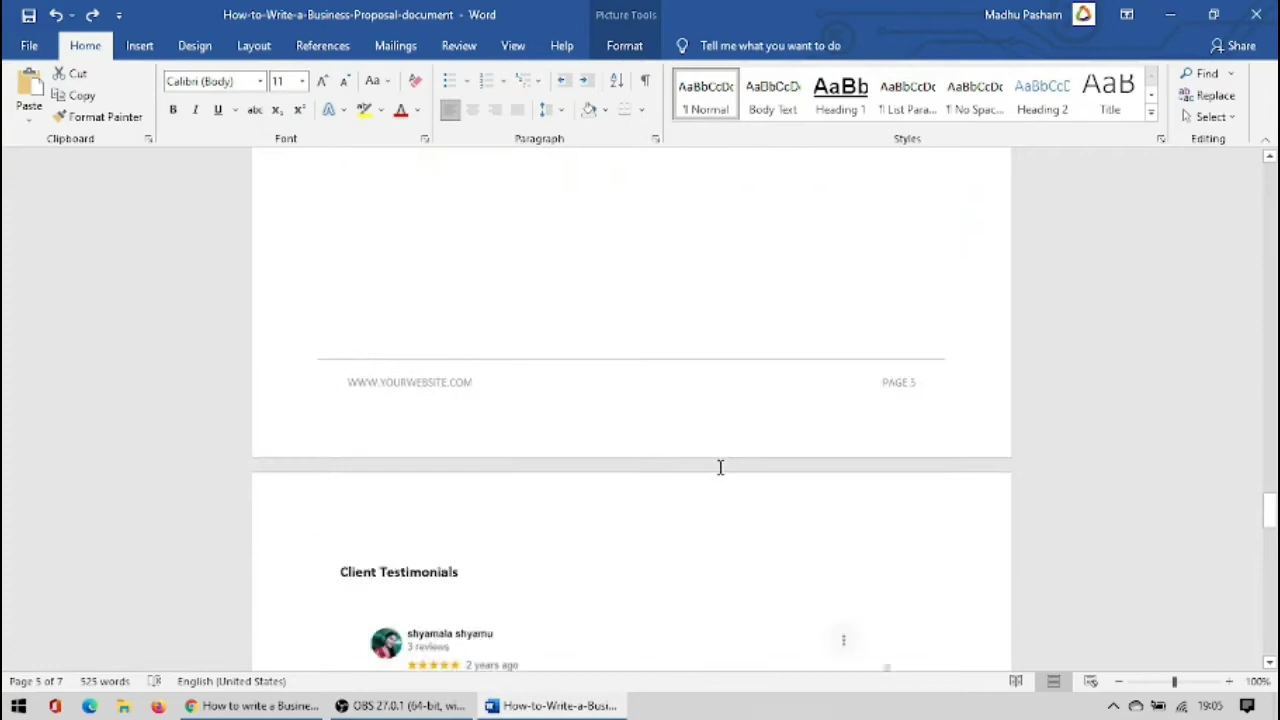 How-to-Write-a-Business-Proposal-document - Word
Picture Tools
Madhu Pasham
File Home Insert Design Layout References Mailings Review View Help Format Tell me what you want to do Share
Paste
Cut
Copy
Format Painter
Clipboard
Calibri (Body) 11 Aa
B I U abc x₂ x² A A
Font
Paragraph
AaBbCcDc AaBbCcDc AaBb AaBbCcDc AaBbCcDc AaBbCcC AaB
¶ Normal Body Text Heading 1 ¶ List Para... ¶ No Spac... Heading 2 Title
Styles
Find
Replace
Select
Editing
WWW.YOURWEBSITE.COM PAGE 5
Client Testimonials
shyamala shyamu
3 reviews
2 years ago
Page 5 of 7 525 words English (United States) 100%
How to write a Busine... OBS 27.0.1 (64-bit, wi... How-to-Write-a-Busi... 19:05